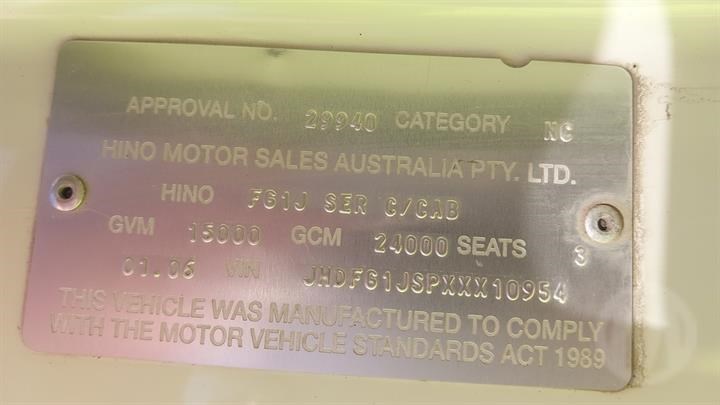 APPROVAL NO. 29940 CATEGORY NC
HINO MOTOR SALES AUSTRALIA PTY. LTD.
HINO FG1J SER C/CAB
GVM 15000 GCM 24000 SEATS 3
01.06 VIN JHDFG1JSPXXX10954
THIS VEHICLE WAS MANUFACTURED TO COMPLY
WITH THE MOTOR VEHICLE STANDARDS ACT 1989